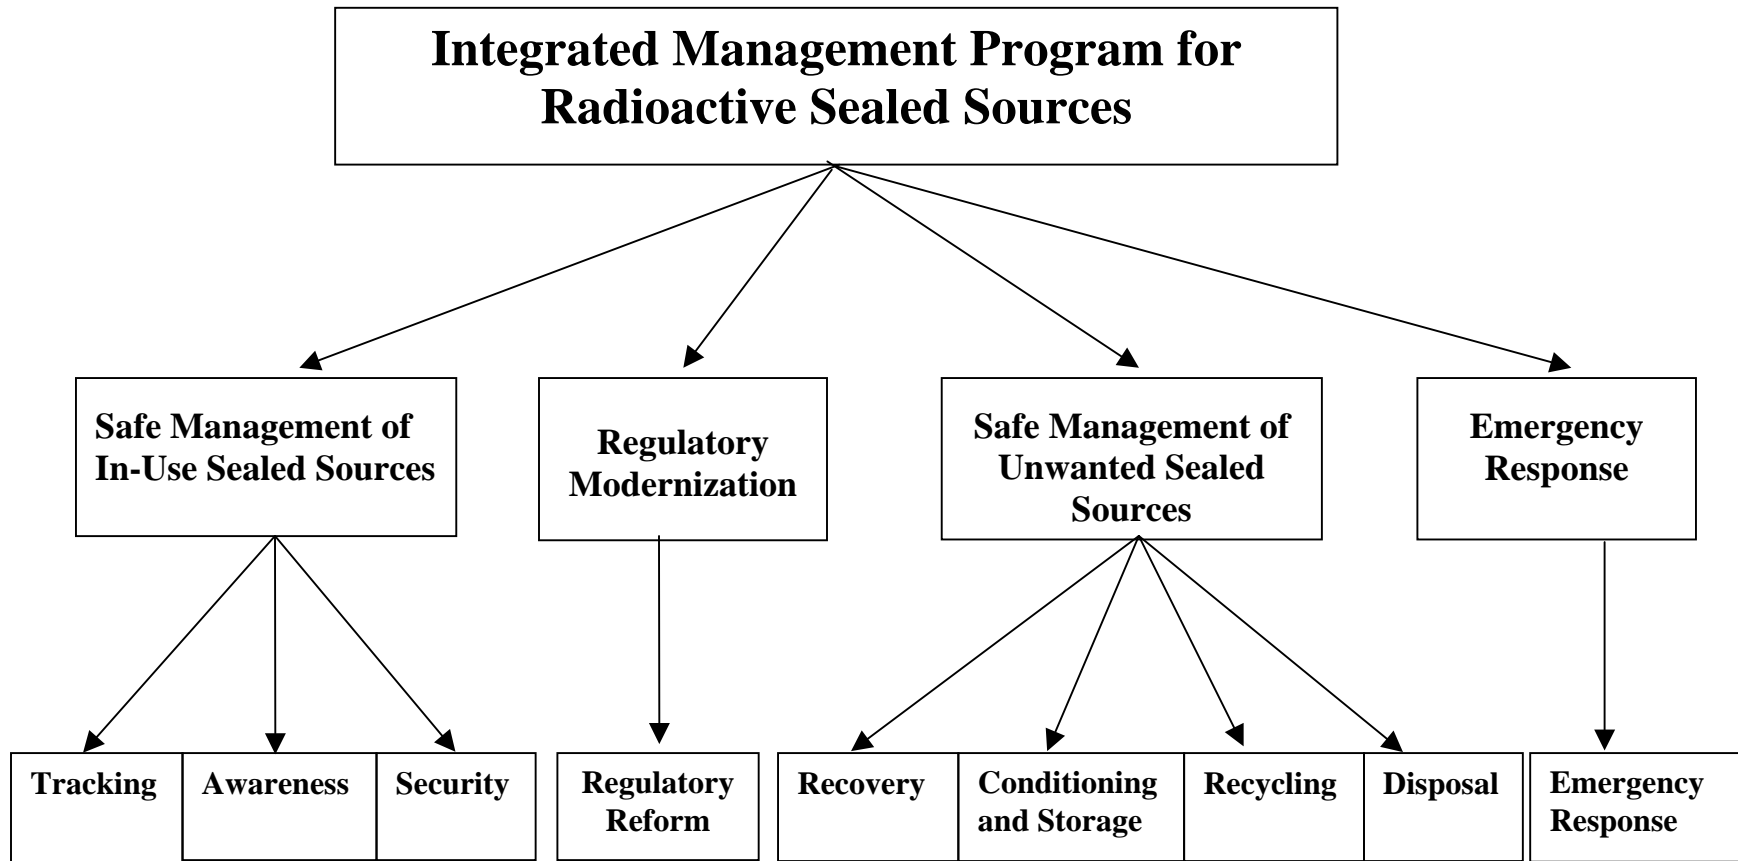 Integrated Management Program for
Radioactive Sealed Sources
Safe Management of
In-Use Sealed Sources
Regulatory
Modernization
Safe Management of
Unwanted Sealed
Sources
Emergency
Response
Tracking
Awareness
Security
Regulatory
Reform
Recovery
Conditioning
and Storage
Recycling
Disposal
Emergency
Response